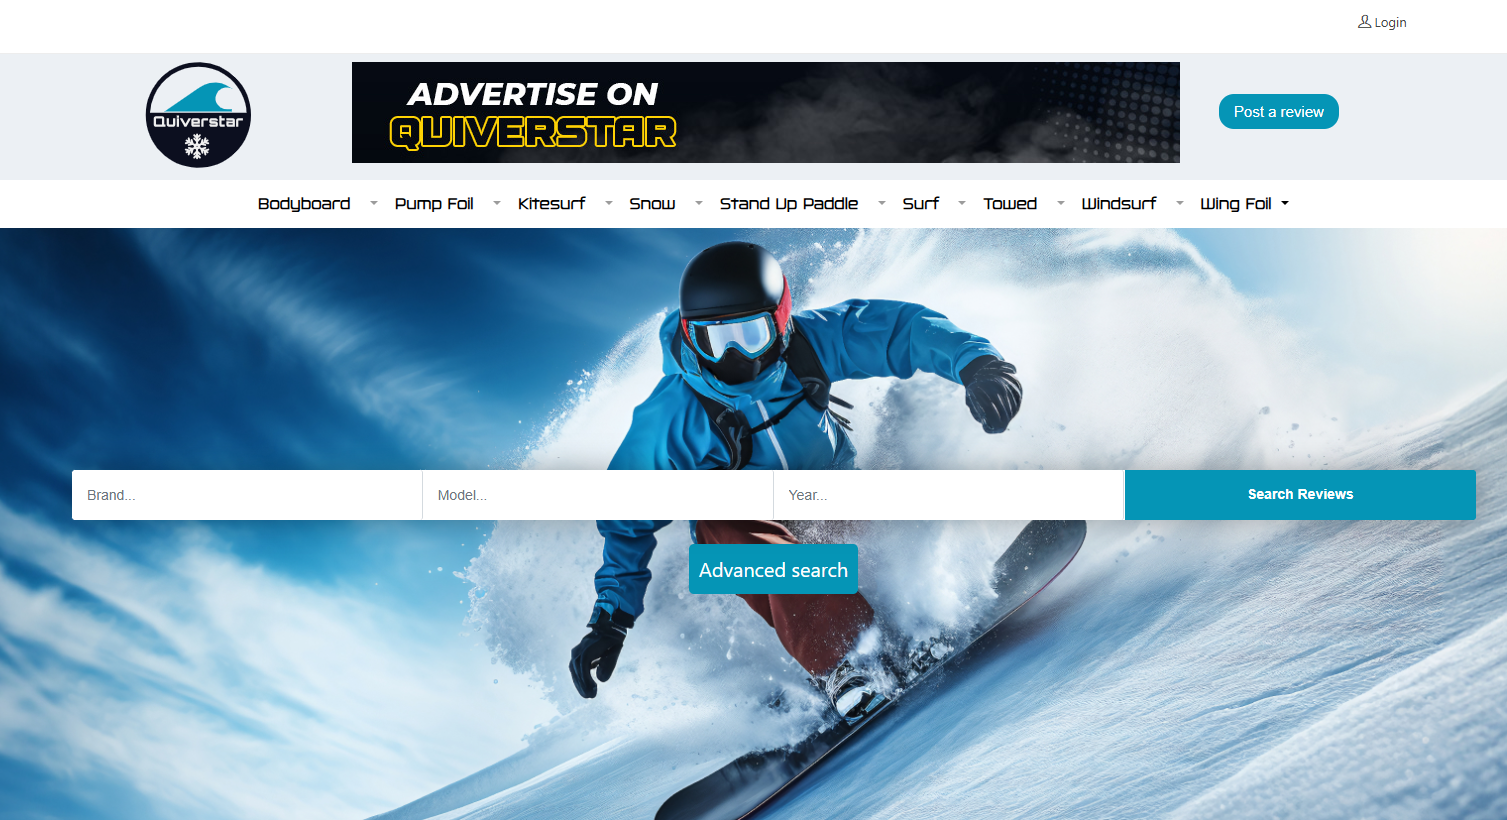 Login
Quiverstar
ADVERTISE ON
QUIVERSTAR
Post a review
Bodyboard Pump Foil Kitesurf Snow Stand Up Paddle Surf Towed Windsurf Wing Foil
Brand... Model... Year... Search Reviews
Advanced search